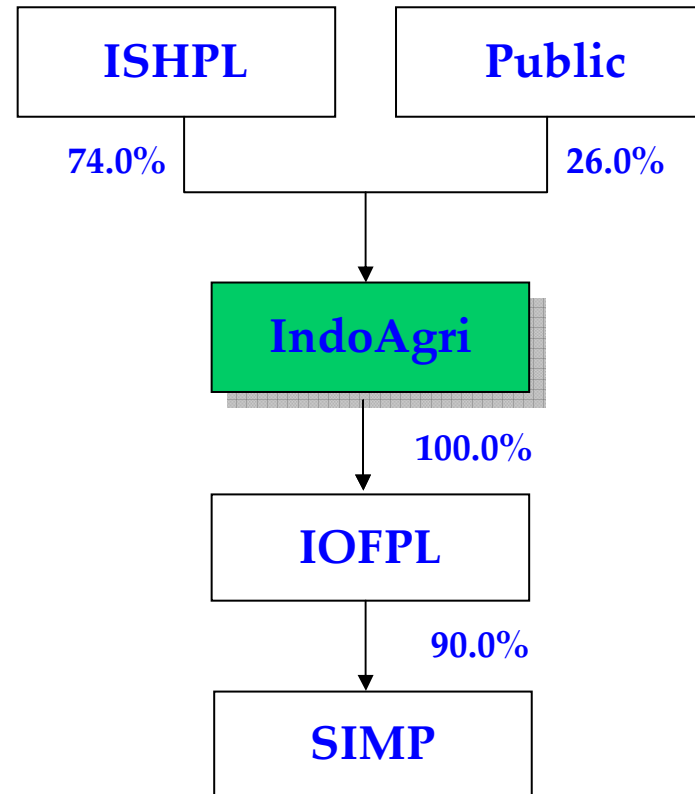 ISHPL
Public
74.0%
26.0%
IndoAgri
100.0%
IOFPL
90.0%
SIMP